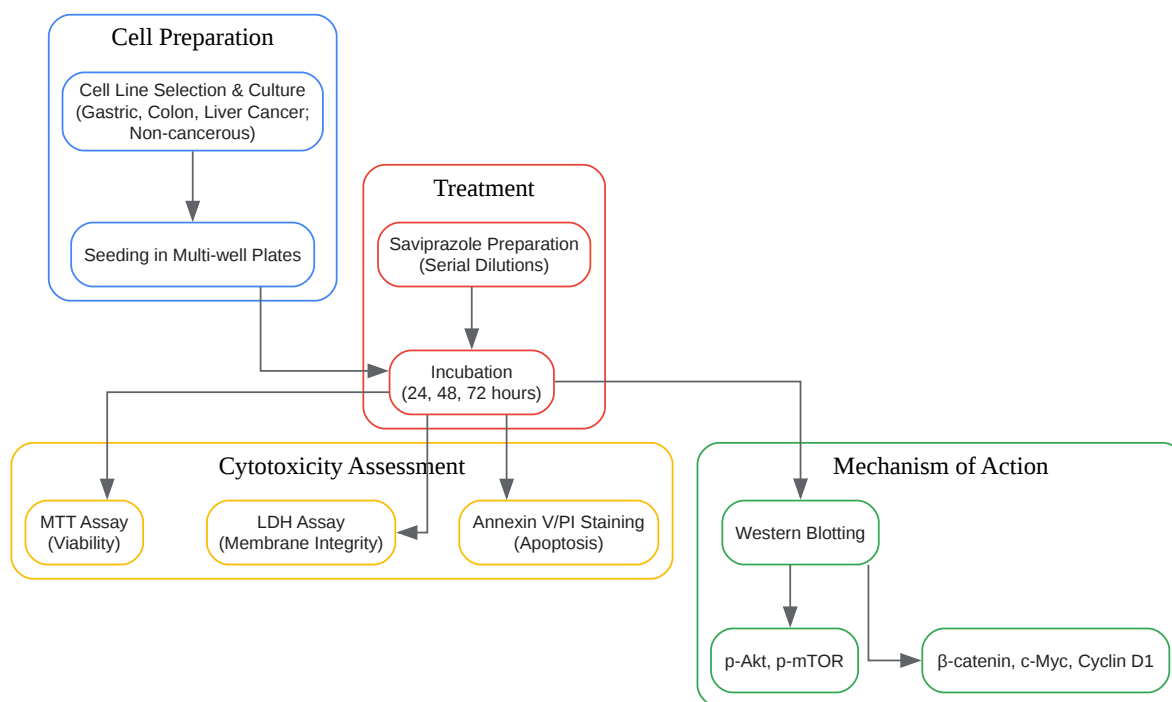 Cell Preparation
Cell Line Selection & Culture
(Gastric, Colon, Liver Cancer;
Non-cancerous)
Seeding in Multi-well Plates
Treatment
Saviprazole Preparation
(Serial Dilutions)
Incubation
(24, 48, 72 hours)
Cytotoxicity Assessment
MTT Assay
(Viability)
LDH Assay
(Membrane Integrity)
Annexin V/PI Staining
(Apoptosis)
Mechanism of Action
Western Blotting
p-Akt, p-mTOR
β-catenin, c-Myc, Cyclin D1